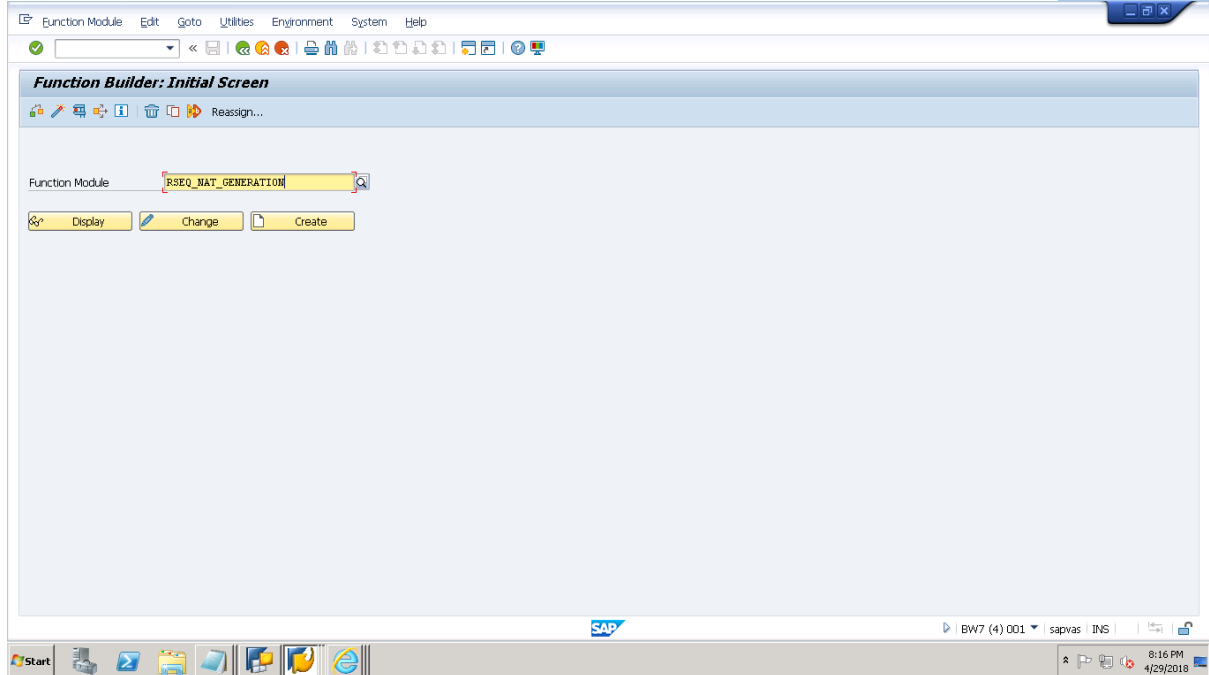 Function Module Edit Goto Utilities Environment System Help
Function Builder: Initial Screen
Reassign...
Function Module RSEQ_NAT_GENERATION
Display Change Create
SAP BW7 (4) 001 sapvas INS
Start 8:16 PM
4/29/2018